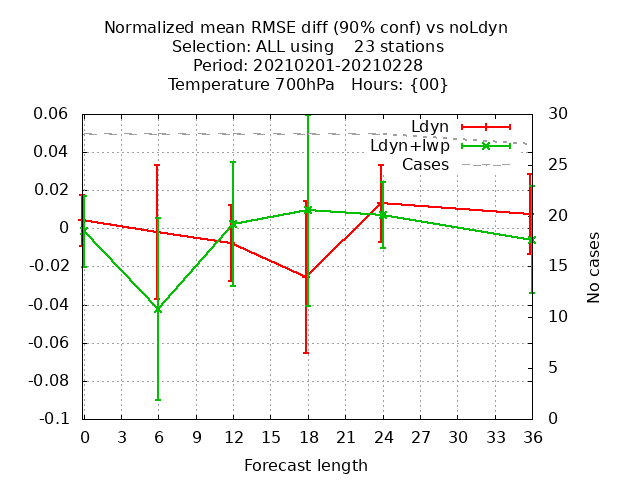 Normalized mean RMSE diff (90% conf) vs noLdyn
Selection: ALL using 23 stations
Period: 20210201-20210228
Temperature 700hPa Hours: {00}
Ldyn
Ldyn+lwp
Cases
0.06
0.04
0.02
0
-0.02
-0.04
-0.06
-0.08
-0.1
30
25
20
15
10
5
0
No cases
0 3 6 9 12 15 18 21 24 27 30 33 36
Forecast length